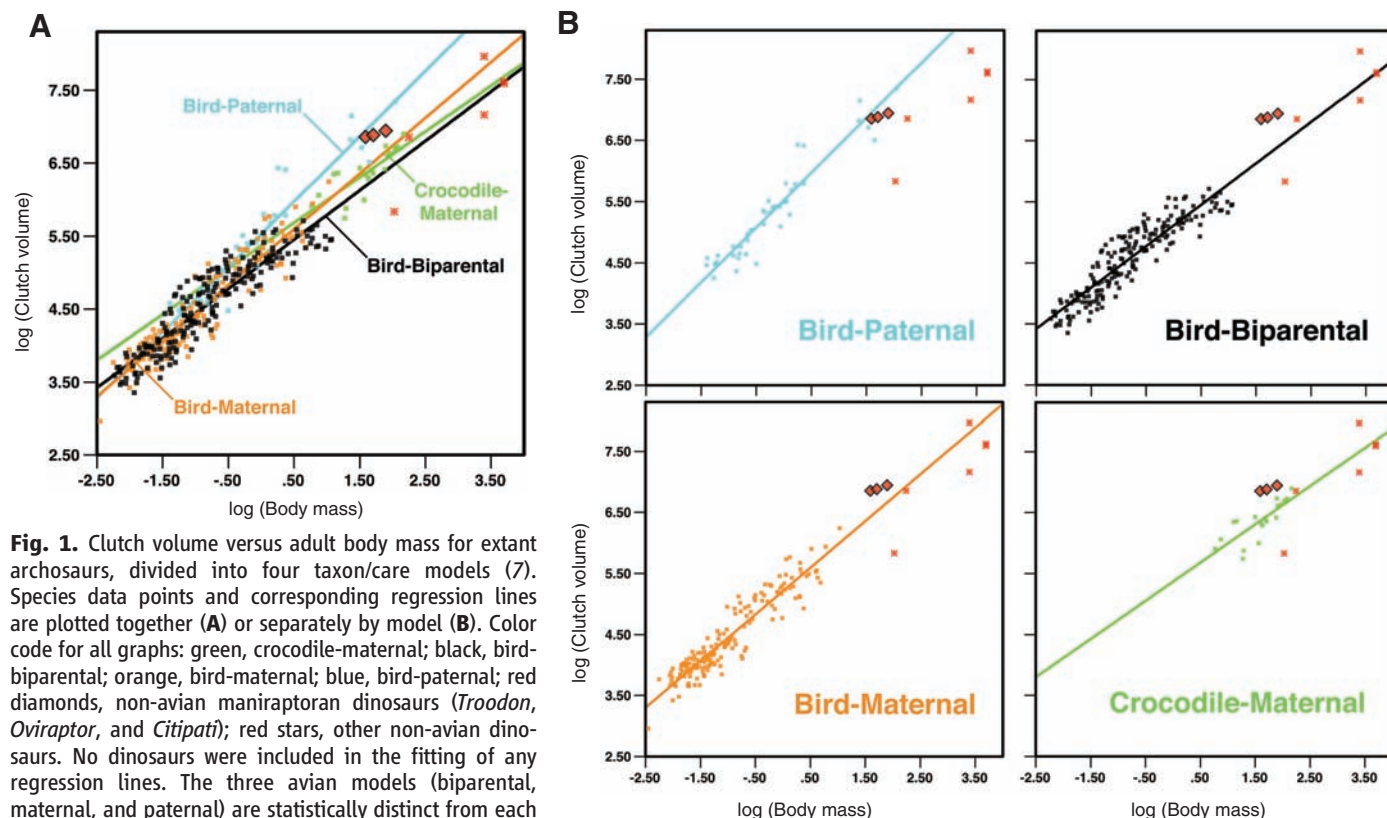 A
log (Clutch volume)
7.50
6.50
5.50
4.50
3.50
2.50
Bird-Paternal
Crocodile-
Maternal
Bird-Biparental
Bird-Maternal
-2.50 -1.50 -.50 .50 1.50 2.50 3.50
log (Body mass)
Fig. 1. Clutch volume versus adult body mass for extant
archosaurs, divided into four taxon/care models (7).
Species data points and corresponding regression lines
are plotted together (A) or separately by model (B). Color
code for all graphs: green, crocodile-maternal; black, bird-
biparental; orange, bird-maternal; blue, bird-paternal; red
diamonds, non-avian maniraptoran dinosaurs (Troodon,
Oviraptor, and Citipati); red stars, other non-avian dino-
saurs. No dinosaurs were included in the fitting of any
regression lines. The three avian models (biparental,
maternal, and paternal) are statistically distinct from each
B
log (Clutch volume)
7.50
6.50
5.50
4.50
3.50
2.50
Bird-Paternal
Bird-Biparental
log (Clutch volume)
7.50
6.50
5.50
4.50
3.50
2.50
Bird-Maternal
Crocodile-Maternal
-2.50 -1.50 -.50 .50 1.50 2.50 3.50
-2.50 -1.50 -.50 .50 1.50 2.50 3.50
log (Body mass)
log (Body mass)